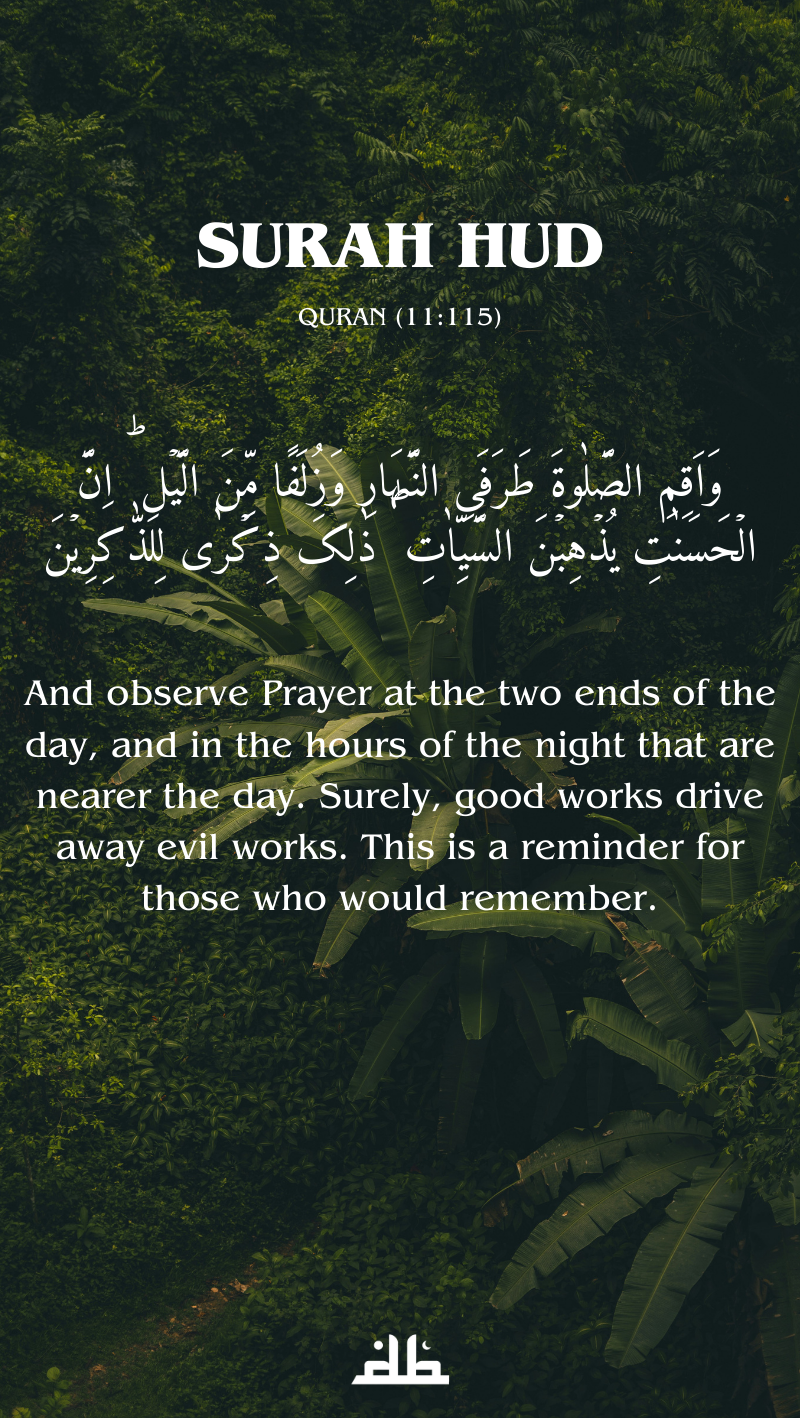 SURAH HUD
QURAN (11:115)
وَاَقِمِ الصَّلٰوةَ طَرَفَیِ النَّہَارِ وَزُلَفًا مِّنَ الَّیۡلِ ؕ اِنَّ
الۡحَسَنٰتِ یُذۡہِبۡنَ السَّیِّاٰتِ ؕ ذٰلِکَ ذِکۡرٰی لِلذّٰکِرِیۡنَ
And observe Prayer at the two ends of the
day, and in the hours of the night that are
nearer the day. Surely, good works drive
away evil works. This is a reminder for
those who would remember.